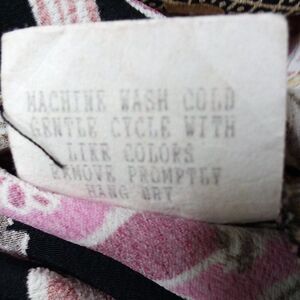 MACHINE WASH COLD
GENTLE CYCLE WITH
LIKE COLORS
REMOVE PROMPTLY
HANG DRY